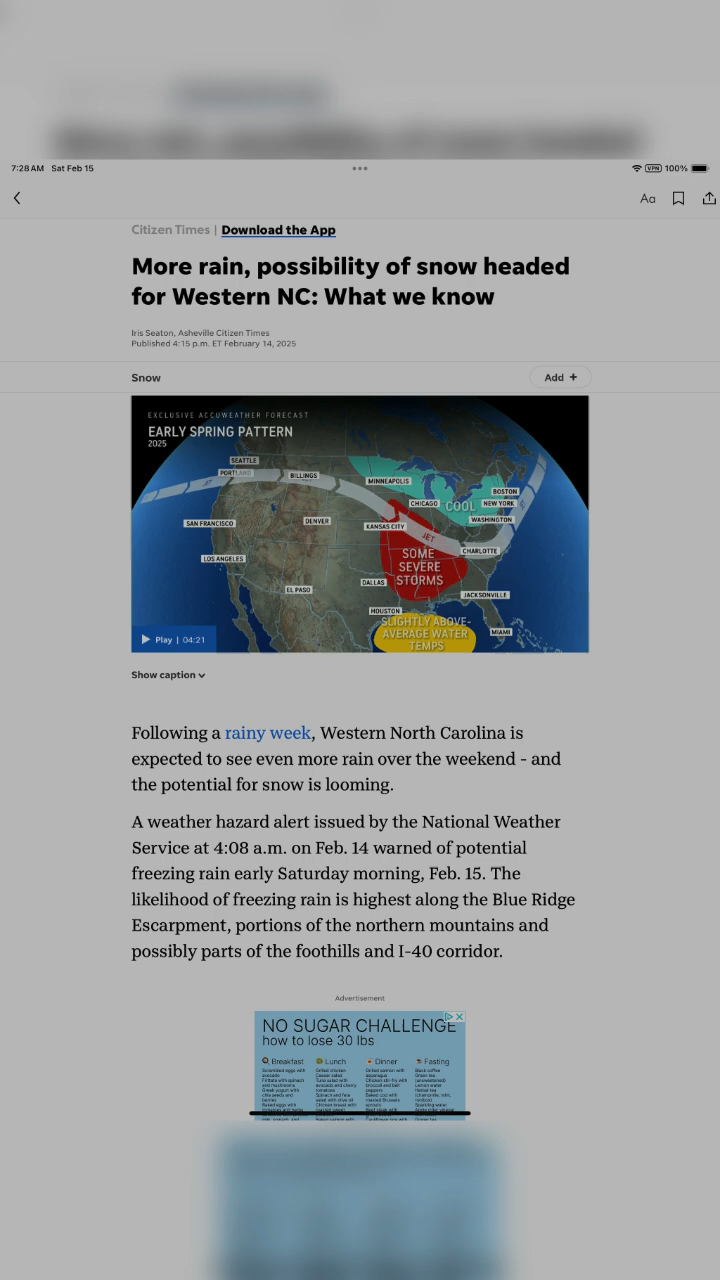 7:28 AM Sat Feb 15
VPN 100%
Aa
Citizen Times | Download the App
More rain, possibility of snow headed
for Western NC: What we know
Iris Seaton, Asheville Citizen Times
Published 4:15 p.m. ET February 14, 2025
Snow
Add +
EXCLUSIVE ACCUWEATHER FORECAST
EARLY SPRING PATTERN
2025
SEATTLE
PORTLAND
BILLINGS
JET
MINNEAPOLIS
CHICAGO
COOL
BOSTON
NEW YORK
WASHINGTON
SAN FRANCISCO
DENVER
KANSAS CITY
JET
CHARLOTTE
LOS ANGELES
SOME
SEVERE
STORMS
EL PASO
DALLAS
JACKSONVILLE
HOUSTON
SLIGHTLY ABOVE-
AVERAGE WATER
TEMPS
MIAMI
Play | 04:21
Show caption
Following a rainy week, Western North Carolina is
expected to see even more rain over the weekend - and
the potential for snow is looming.
A weather hazard alert issued by the National Weather
Service at 4:08 a.m. on Feb. 14 warned of potential
freezing rain early Saturday morning, Feb. 15. The
likelihood of freezing rain is highest along the Blue Ridge
Escarpment, portions of the northern mountains and
possibly parts of the foothills and I-40 corridor.
Advertisement
NO SUGAR CHALLENGE
how to lose 30 lbs
Breakfast
Lunch
Dinner
Fasting